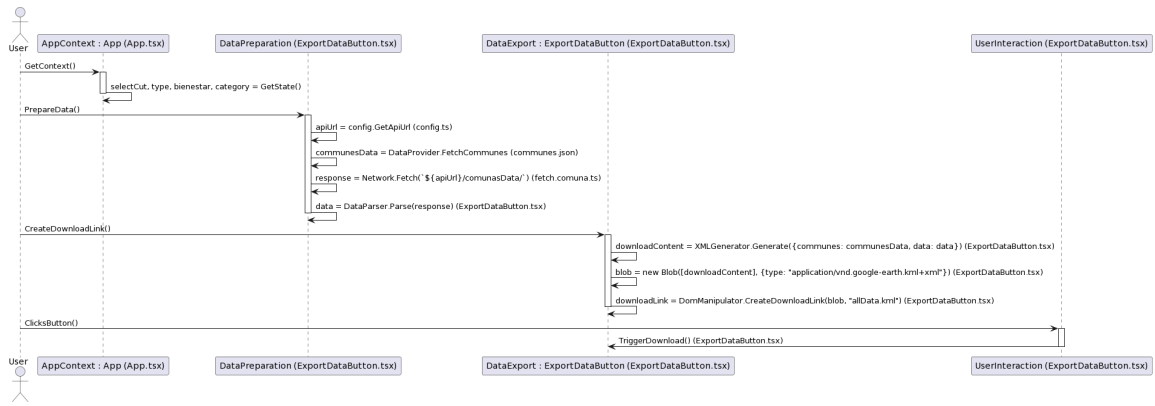 User
AppContext : App (App.tsx)
DataPreparation (ExportDataButton.tsx)
DataExport : ExportDataButton (ExportDataButton.tsx)
UserInteraction (ExportDataButton.tsx)
GetContext()
selectCut, type, bienestar, category = GetState()
PrepareData()
apiUrl = config.GetApiUrl (config.ts)
communesData = DataProvider.FetchCommunes (communes.json)
response = Network.Fetch(`${apiUrl}/comunasData/`) (fetch.comuna.ts)
data = DataParser.Parse(response) (ExportDataButton.tsx)
CreateDownloadLink()
downloadContent = XMLGenerator.Generate({communes: communesData, data: data}) (ExportDataButton.tsx)
blob = new Blob([downloadContent], {type: "application/vnd.google-earth.kml+xml"}) (ExportDataButton.tsx)
downloadLink = DomManipulator.CreateDownloadLink(blob, "allData.kml") (ExportDataButton.tsx)
ClicksButton()
TriggerDownload() (ExportDataButton.tsx)
User
AppContext : App (App.tsx)
DataPreparation (ExportDataButton.tsx)
DataExport : ExportDataButton (ExportDataButton.tsx)
UserInteraction (ExportDataButton.tsx)